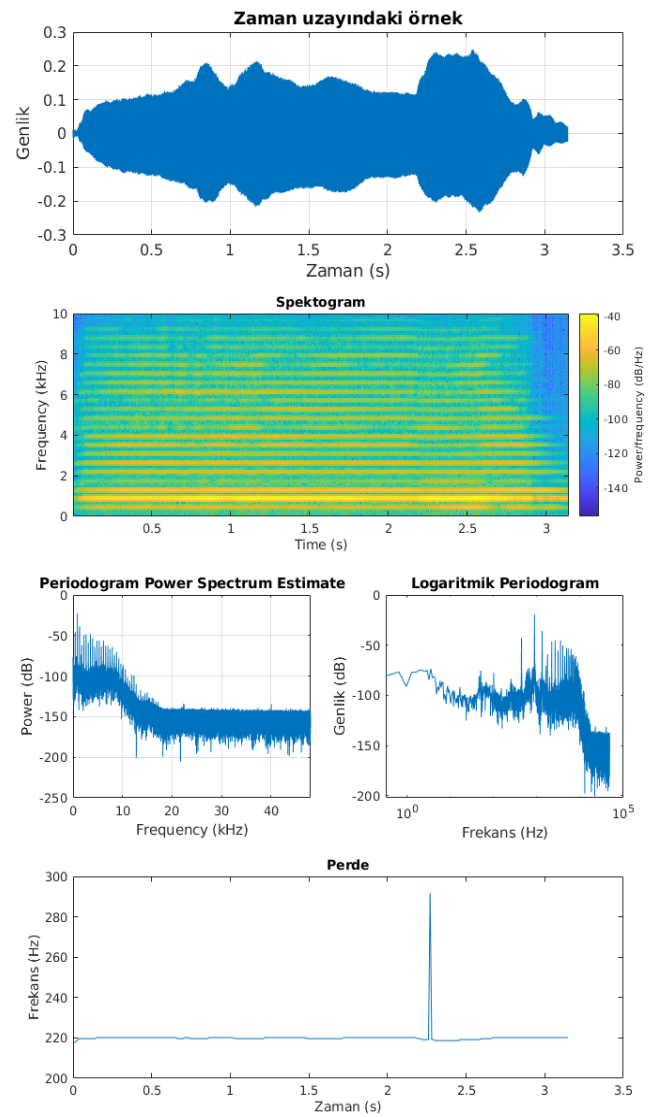 Zaman uzayındaki örnek
0.3
0.2
0.1
0
-0.1
-0.2
-0.3
Genlik
0 0.5 1 1.5 2 2.5 3 3.5
Zaman (s)
Spektogram
10
8
6
4
2
0
Frequency (kHz)
0.5 1 1.5 2 2.5 3
Time (s)
-40
-60
-80
-100
-120
-140
Power/frequency (dB/Hz)
Periodogram Power Spectrum Estimate
0
-50
-100
-150
-200
-250
Power (dB)
0 10 20 30 40
Frequency (kHz)
Logaritmik Periodogram
0
-50
-100
-150
-200
Genlik (dB)
10^0 10^5
Frekans (Hz)
Perde
300
280
260
240
220
200
Frekans (Hz)
0 0.5 1 1.5 2 2.5 3 3.5
Zaman (s)